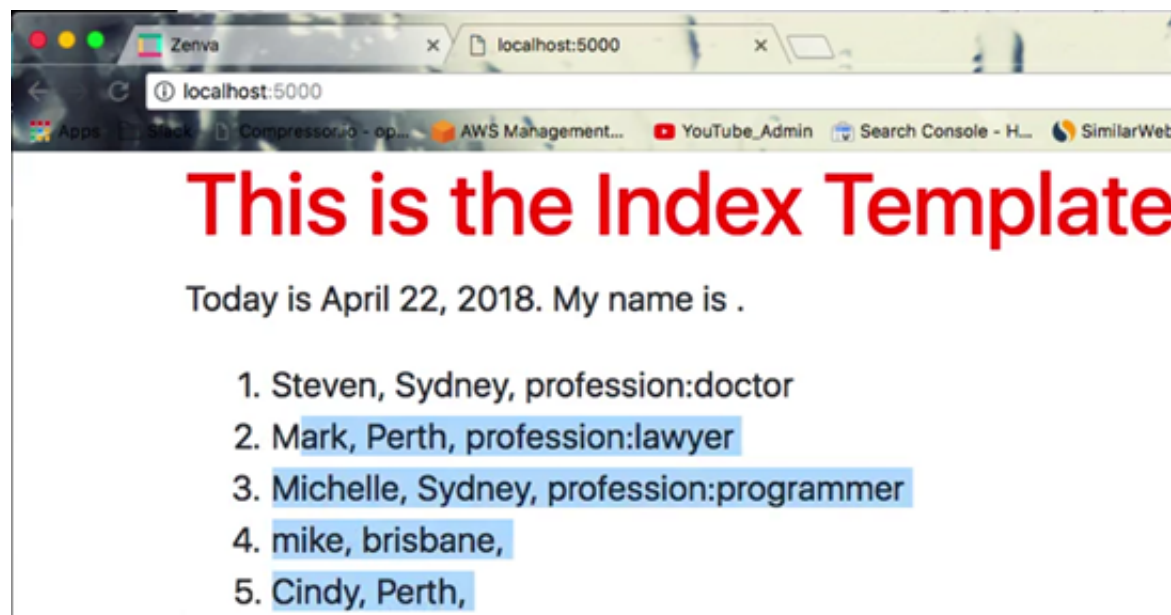 Zenva
localhost:5000
localhost:5000
Apps Slack Compressor.io - op... AWS Management... YouTube_Admin Search Console - H... SimilarWeb
This is the Index Template
Today is April 22, 2018. My name is .
1. Steven, Sydney, profession:doctor
2. Mark, Perth, profession:lawyer
3. Michelle, Sydney, profession:programmer
4. mike, brisbane,
5. Cindy, Perth,